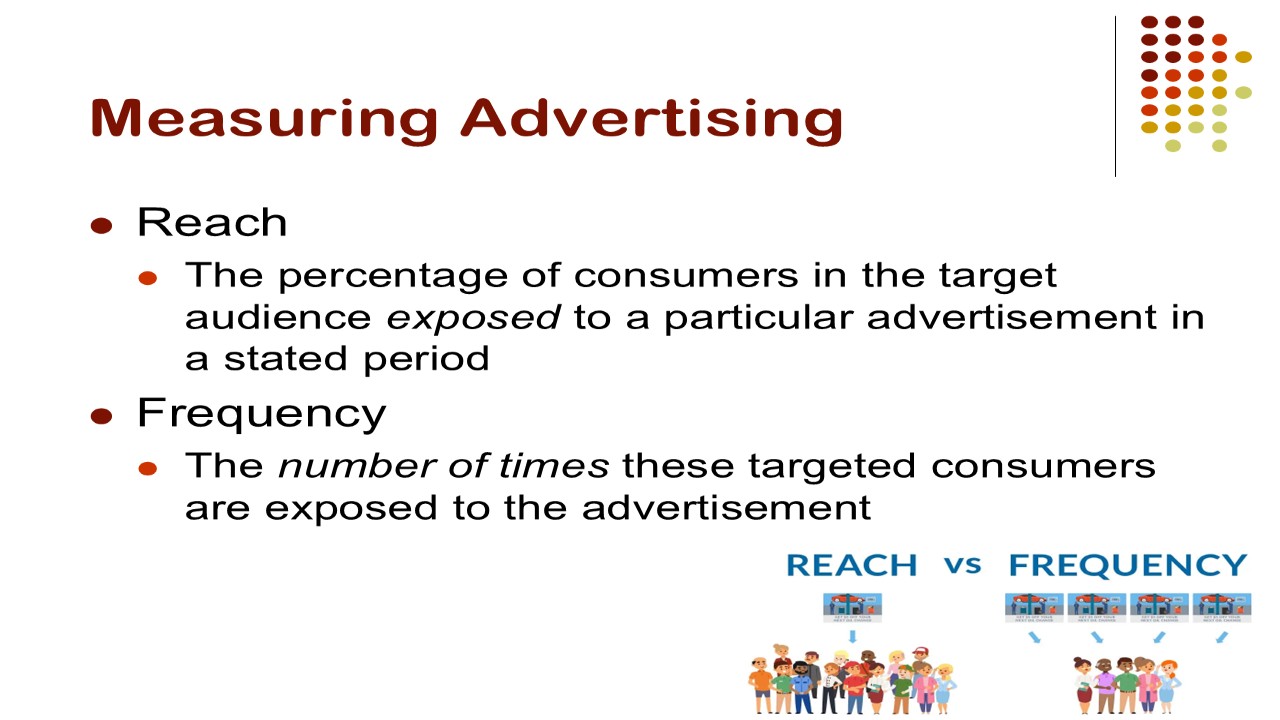 Measuring Advertising
Reach
The percentage of consumers in the target
audience exposed to a particular advertisement in
a stated period
Frequency
The number of times these targeted consumers
are exposed to the advertisement
REACH vs FREQUENCY